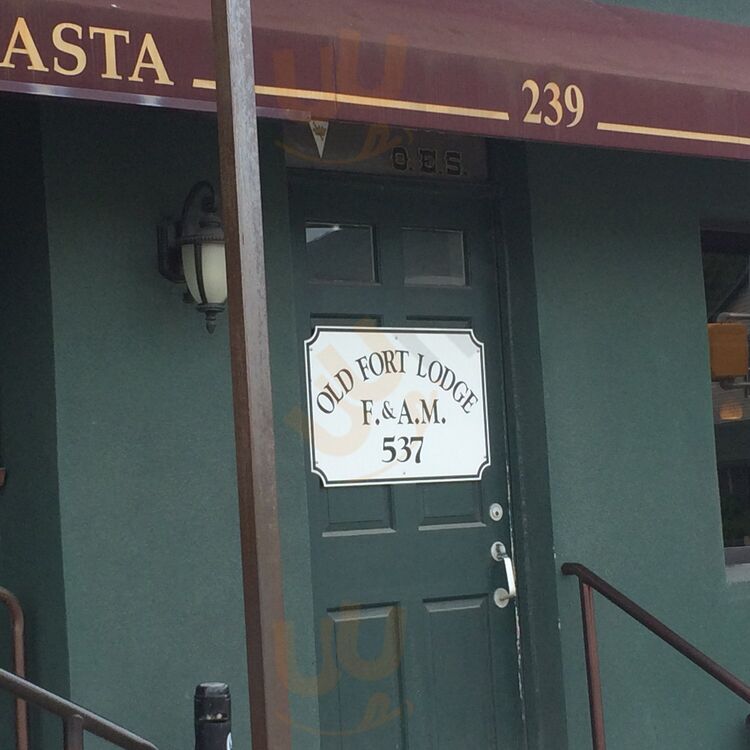 ASTA
239
O.E.S.
OLD FORT LODGE
F. & A.M.
537